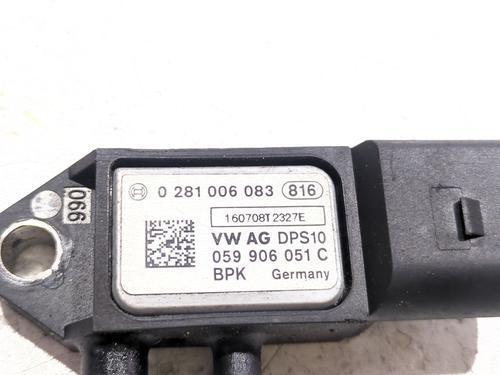 0 281 006 083 816
160708T2327E
VW AG DPS10
059 906 051 C
BPK Germany
066